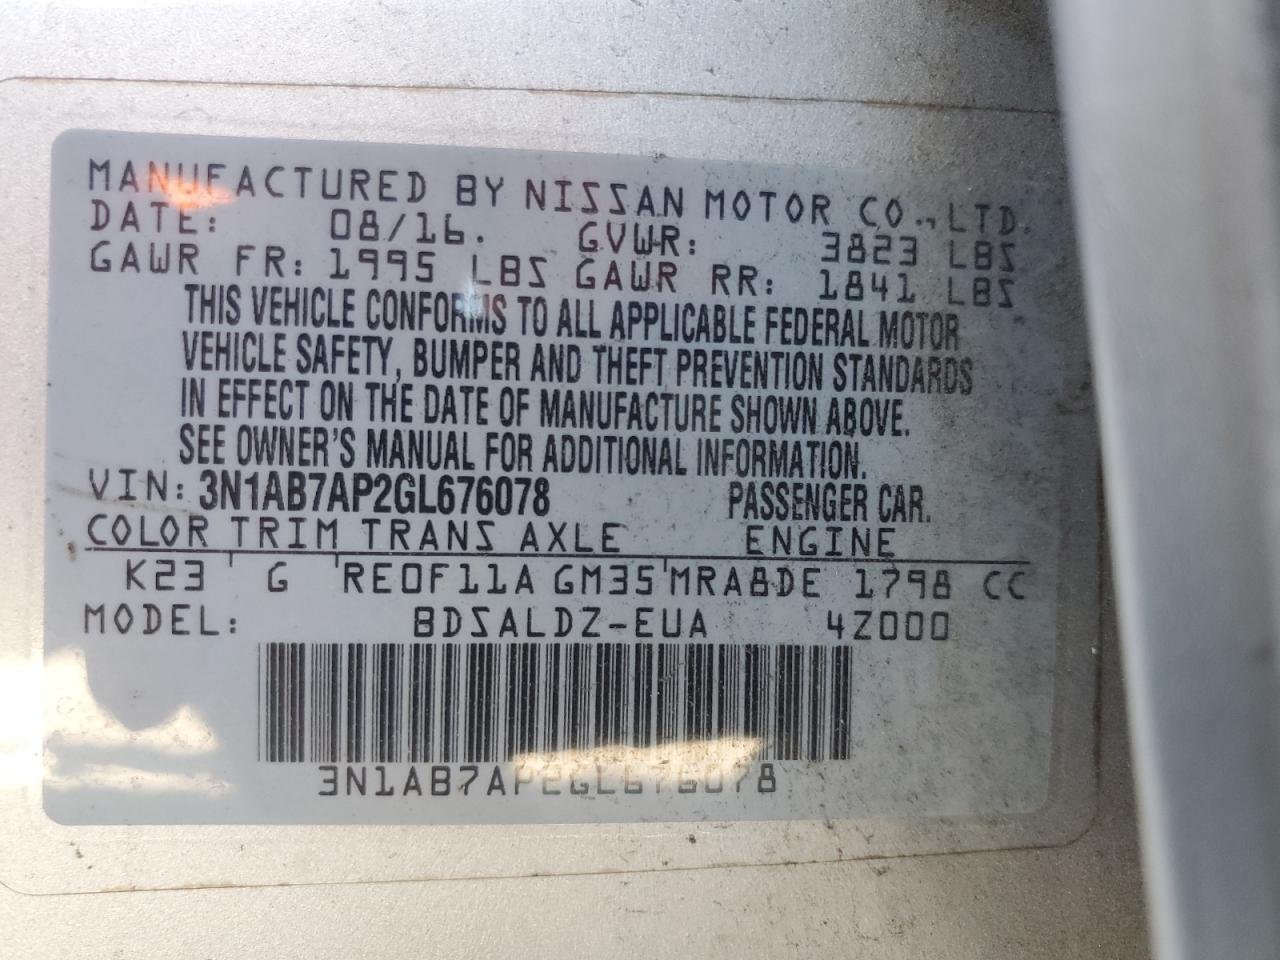 MANUFACTURED BY NISSAN MOTOR CO., LTD.
DATE: 08/16. GVWR: 3823 LBS
GAWR FR: 1995 LBS GAWR RR: 1841 LBS
THIS VEHICLE CONFORMS TO ALL APPLICABLE FEDERAL MOTOR
VEHICLE SAFETY, BUMPER AND THEFT PREVENTION STANDARDS
IN EFFECT ON THE DATE OF MANUFACTURE SHOWN ABOVE.
SEE OWNER'S MANUAL FOR ADDITIONAL INFORMATION.
VIN: 3N1AB7AP2GL676078 PASSENGER CAR.
COLOR TRIM TRANS AXLE ENGINE
K23 G RE0F11A GM35 MRA8DE 1798 CC
MODEL: BDSALDZ-EUA 4Z000
3N1AB7AP2GL676078